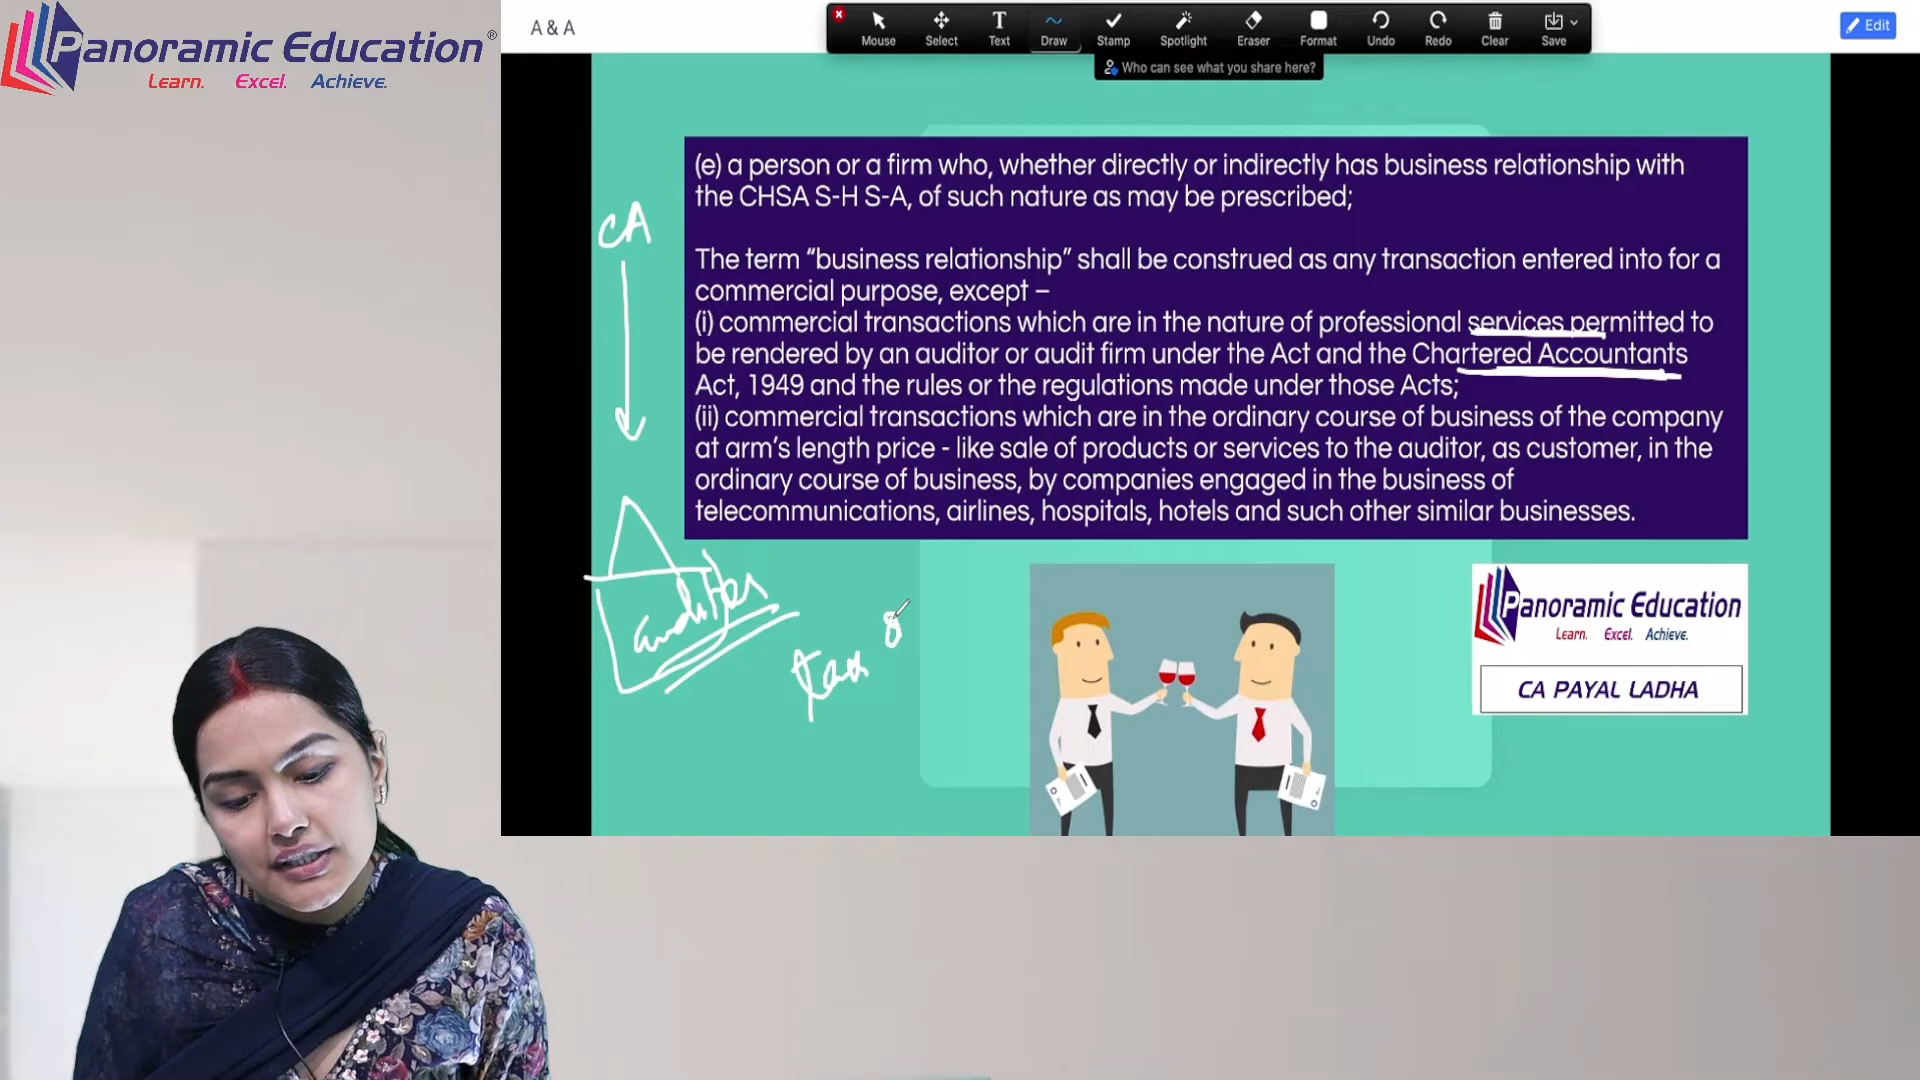 Panoramic Education®
Learn. Excel. Achieve.
A & A
Mouse Select Text Draw Stamp Spotlight Eraser Format Undo Redo Clear Save
Edit
Who can see what you share here?
(e) a person or a firm who, whether directly or indirectly has business relationship with
the CHSA S-H S-A, of such nature as may be prescribed;
The term “business relationship” shall be construed as any transaction entered into for a
commercial purpose, except –
(i) commercial transactions which are in the nature of professional services permitted to
be rendered by an auditor or audit firm under the Act and the Chartered Accountants
Act, 1949 and the rules or the regulations made under those Acts;
(ii) commercial transactions which are in the ordinary course of business of the company
at arm’s length price - like sale of products or services to the auditor, as customer, in the
ordinary course of business, by companies engaged in the business of
telecommunications, airlines, hospitals, hotels and such other similar businesses.
CA
tax
Panoramic Education
Learn. Excel. Achieve.
CA PAYAL LADHA